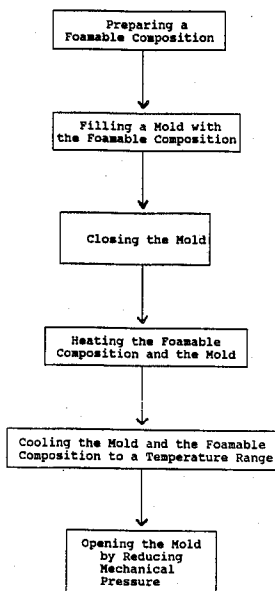 Preparing a
Foamable Composition
Filling a Mold with
the Foamable Composition
Closing the Mold
Heating the Foamable
Composition and the Mold
Cooling the Mold and the Foamable
Composition to a Temperature Range
Opening the Mold
by Reducing
Mechanical
Pressure